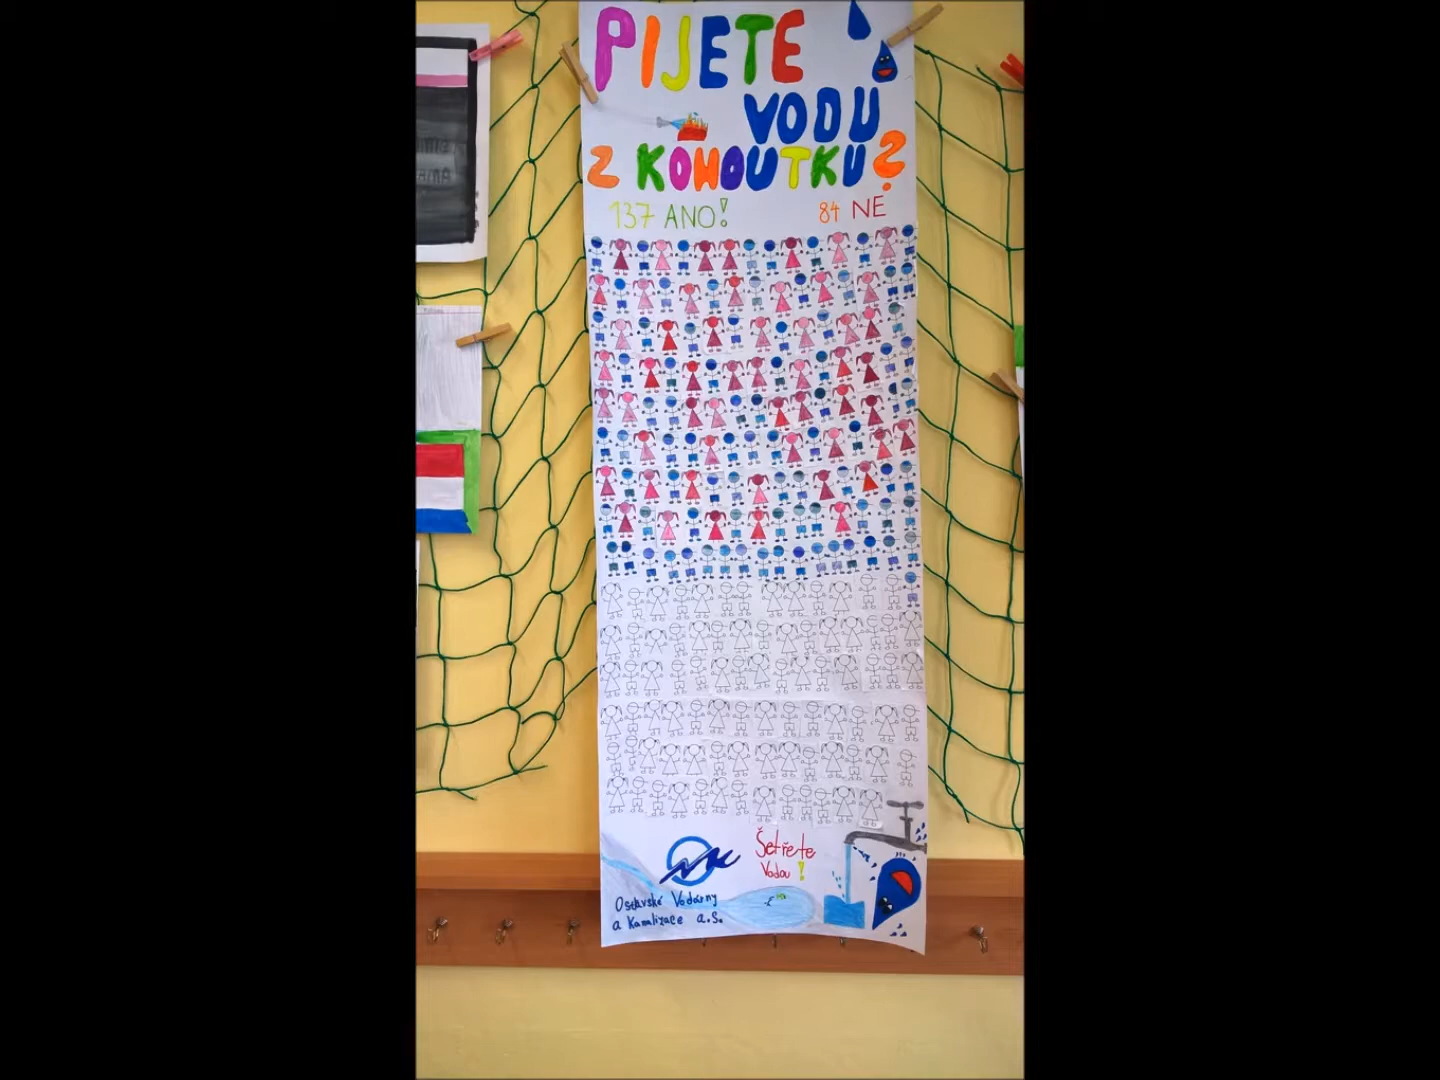 PIJETE
VODU
Z KOHOUTKU?
137 ANO! 84 NE
Šetřete
Vodou !
Ostravské Vodárny
a Kanalizace a.s.